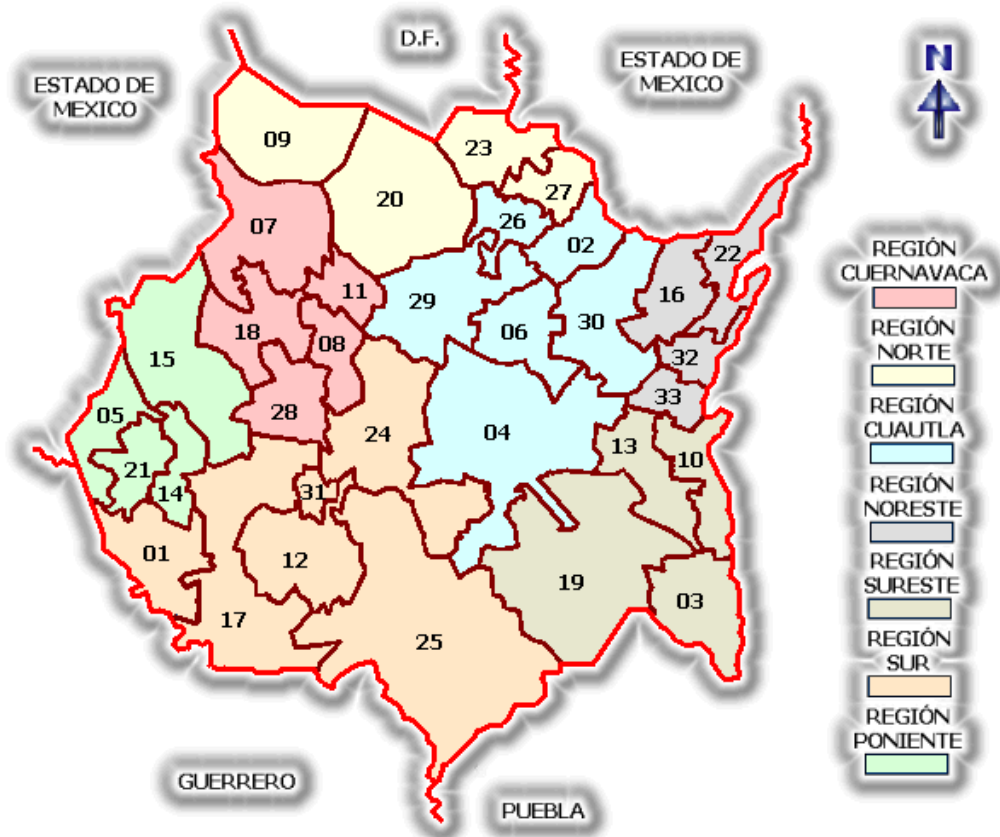 D.F.
ESTADO DE
MEXICO
ESTADO DE
MEXICO
N
09
23
20
27
26
02
07
22
11
29
16
18
08
06
30
15
32
33
05
28
24
04
13
10
21
14
31
01
12
19
03
17
25
REGIÓN
CUERNAVACA
REGIÓN
NORTE
REGIÓN
CUAUTLA
REGIÓN
NORESTE
REGIÓN
SURESTE
REGIÓN
SUR
REGIÓN
PONIENTE
GUERRERO
PUEBLA